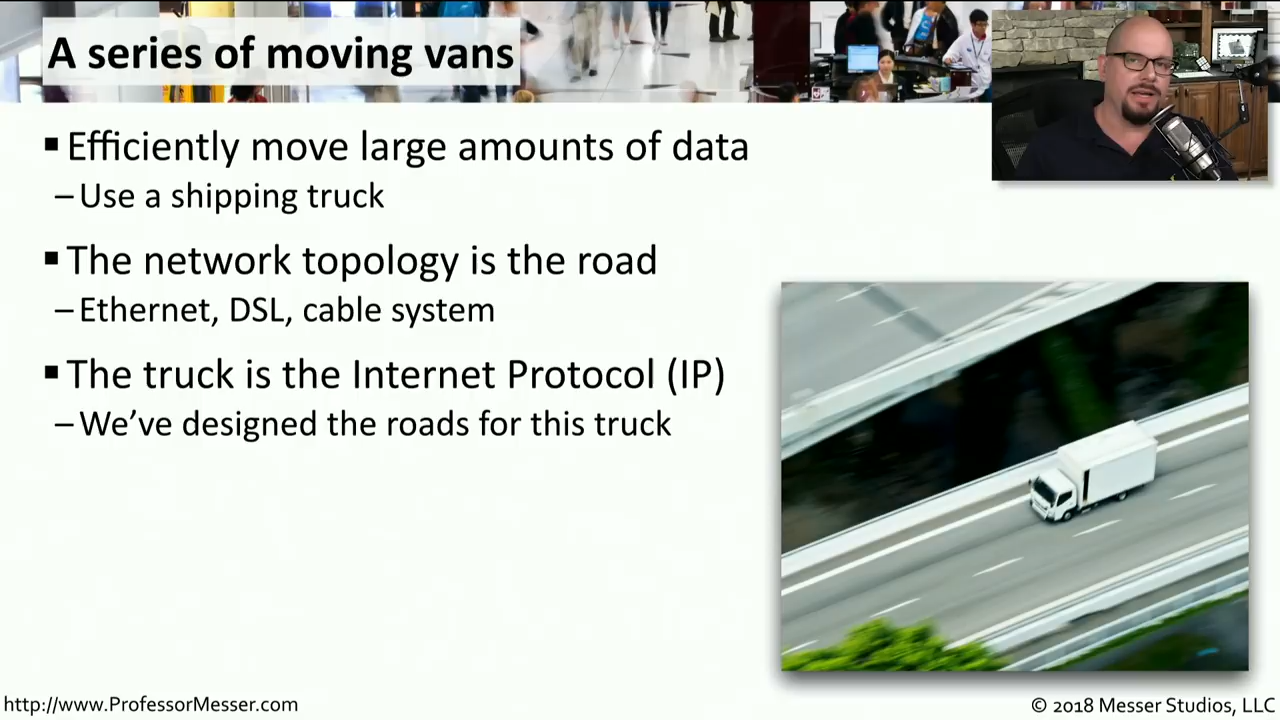 A series of moving vans
▪ Efficiently move large amounts of data
– Use a shipping truck
▪ The network topology is the road
– Ethernet, DSL, cable system
▪ The truck is the Internet Protocol (IP)
– We’ve designed the roads for this truck
http://www.ProfessorMesser.com
© 2018 Messer Studios, LLC